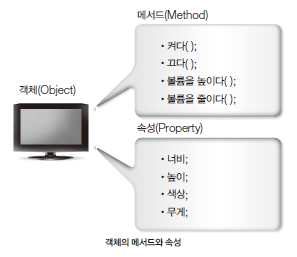 메서드(Method)
• 켜다( );
• 끄다( );
• 볼륨을 높이다( );
• 볼륨을 줄이다( );
객체(Object)
속성(Property)
• 너비;
• 높이;
• 색상;
• 무게;
객체의 메서드와 속성